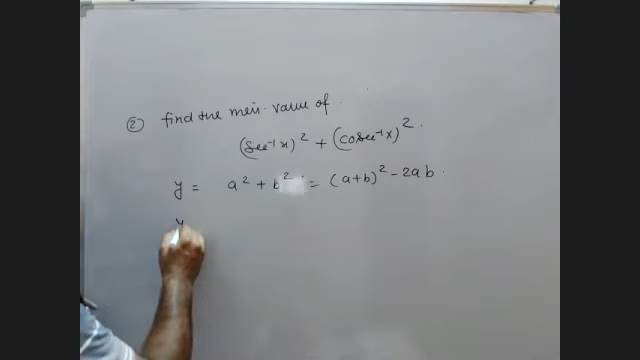 ② find the min. value of
(sec⁻¹x)² + (cosec⁻¹x)².
y = a² + b² = (a+b)² - 2ab.
y